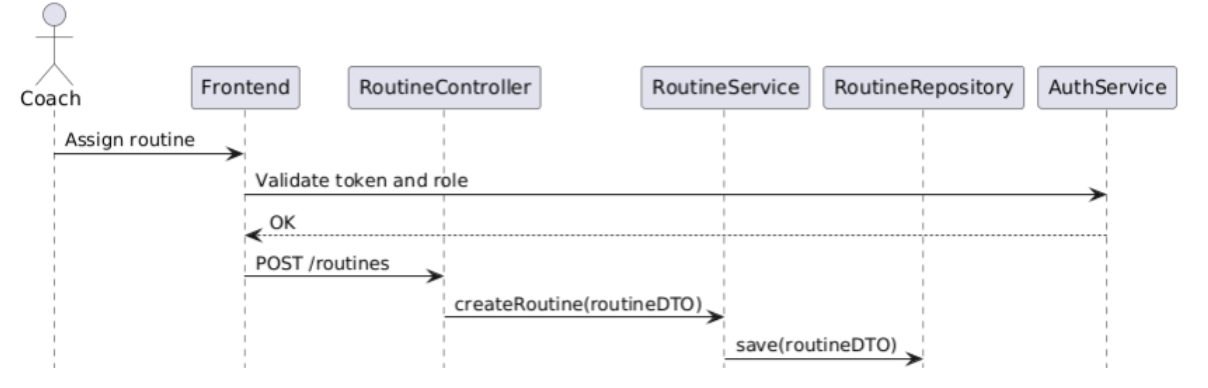 Coach
Frontend
RoutineController
RoutineService
RoutineRepository
AuthService
Assign routine
Validate token and role
OK
POST /routines
createRoutine(routineDTO)
save(routineDTO)